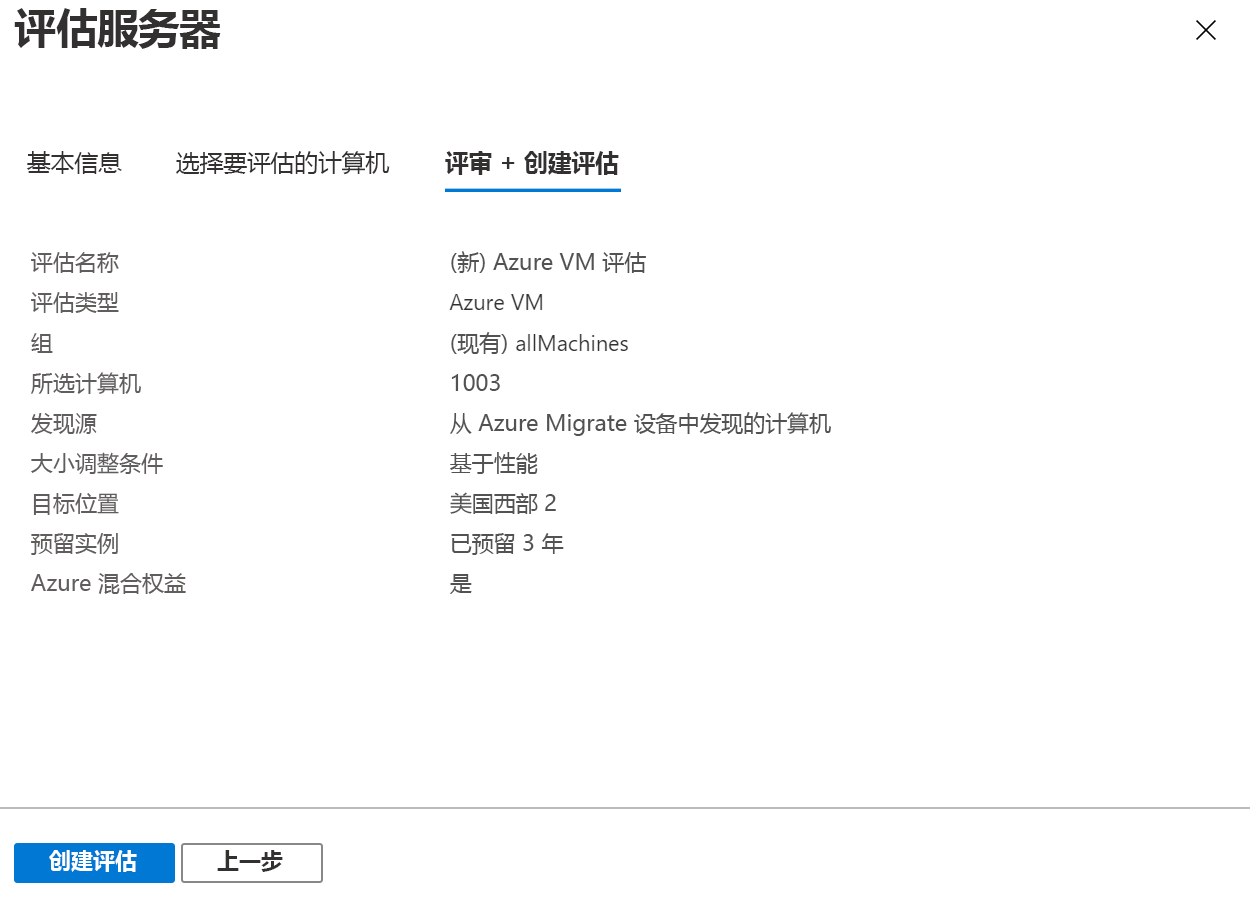 评估服务器
基本信息 选择要评估的计算机 评审 + 创建评估
评估名称 (新) Azure VM 评估
评估类型 Azure VM
组 (现有) allMachines
所选计算机 1003
发现源 从 Azure Migrate 设备中发现的计算机
大小调整条件 基于性能
目标位置 美国西部 2
预留实例 已预留 3 年
Azure 混合权益 是
创建评估 上一步